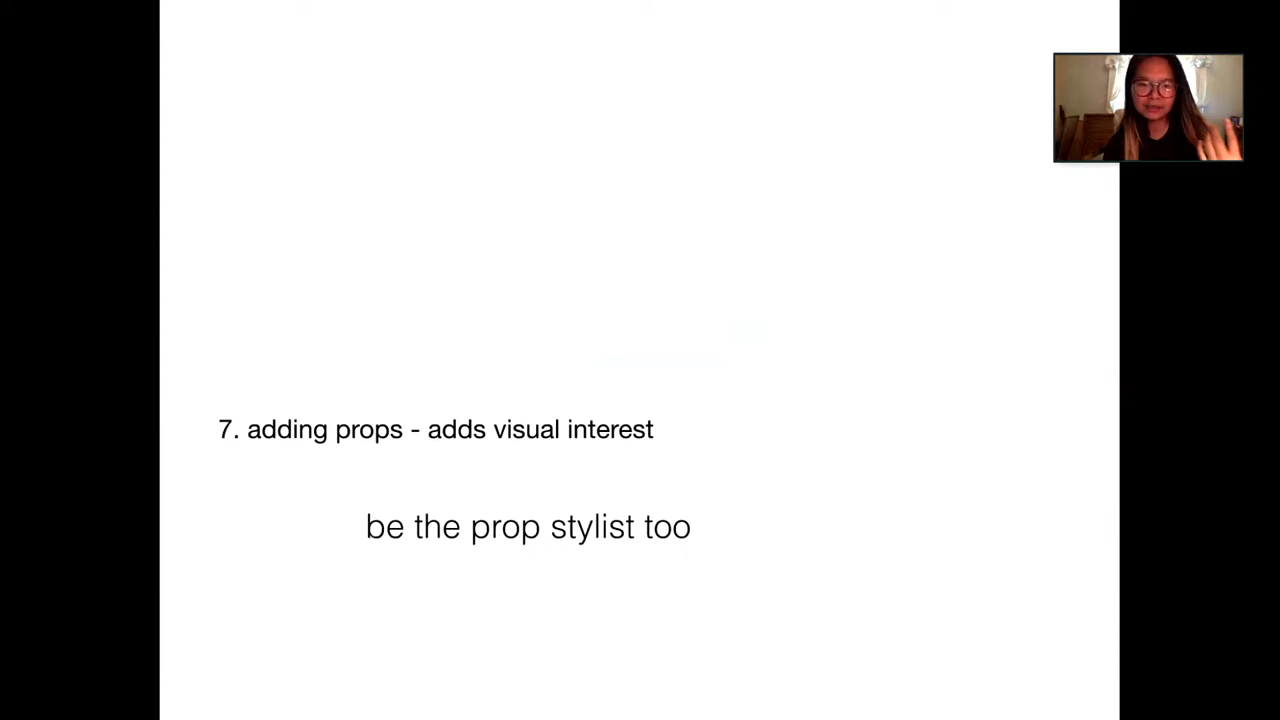 7. adding props - adds visual interest
be the prop stylist too